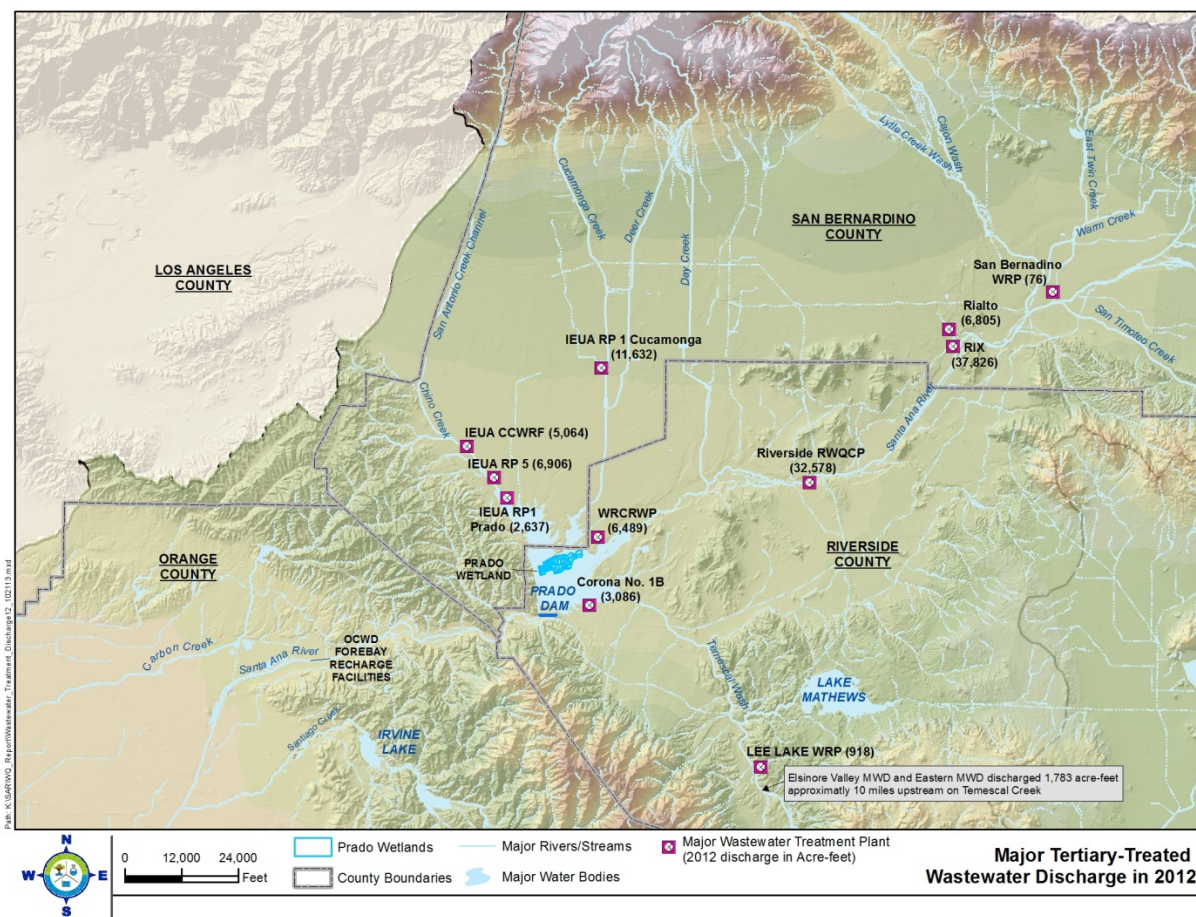 Lytle Creek Wash
Cajon Wash
East Twin Creek
Cucamonga Creek
Deer Creek
Day Creek
San Antonio Creek Channel
SAN BERNARDINO
COUNTY
Warm Creek
LOS ANGELES
COUNTY
San Bernadino
WRP (76)
Rialto
(6,805)
RIX
(37,826)
San Timoteo Creek
IEUA RP 1 Cucamonga
(11,632)
Chino Creek
Santa Ana River
IEUA CCWRF (5,064)
IEUA RP 5 (6,906)
Riverside RWQCP
(32,578)
IEUA RP1
Prado (2,637)
WRCRWP
(6,489)
RIVERSIDE
COUNTY
ORANGE
COUNTY
PRADO
WETLAND
PRADO
DAM
Corona No. 1B
(3,086)
Carbon Creek
Santa Ana River
OCWD
FOREBAY
RECHARGE
FACILITIES
Temescal Wash
LAKE
MATHEWS
Santiago Creek
IRVINE
LAKE
LEE LAKE WRP (918)
Elsinore Valley MWD and Eastern MWD discharged 1,783 acre-feet
approximatly 10 miles upstream on Temescal Creek
Path: K:\SAR\WQ_Report\Wastewater_Treatment_Discharge12_102113.mxd
N
W
E
S
0 12,000 24,000
Feet
Prado Wetlands
County Boundaries
Major Rivers/Streams
Major Water Bodies
Major Wastewater Treatment Plant
(2012 discharge in Acre-feet)
Major Tertiary-Treated
Wastewater Discharge in 2012